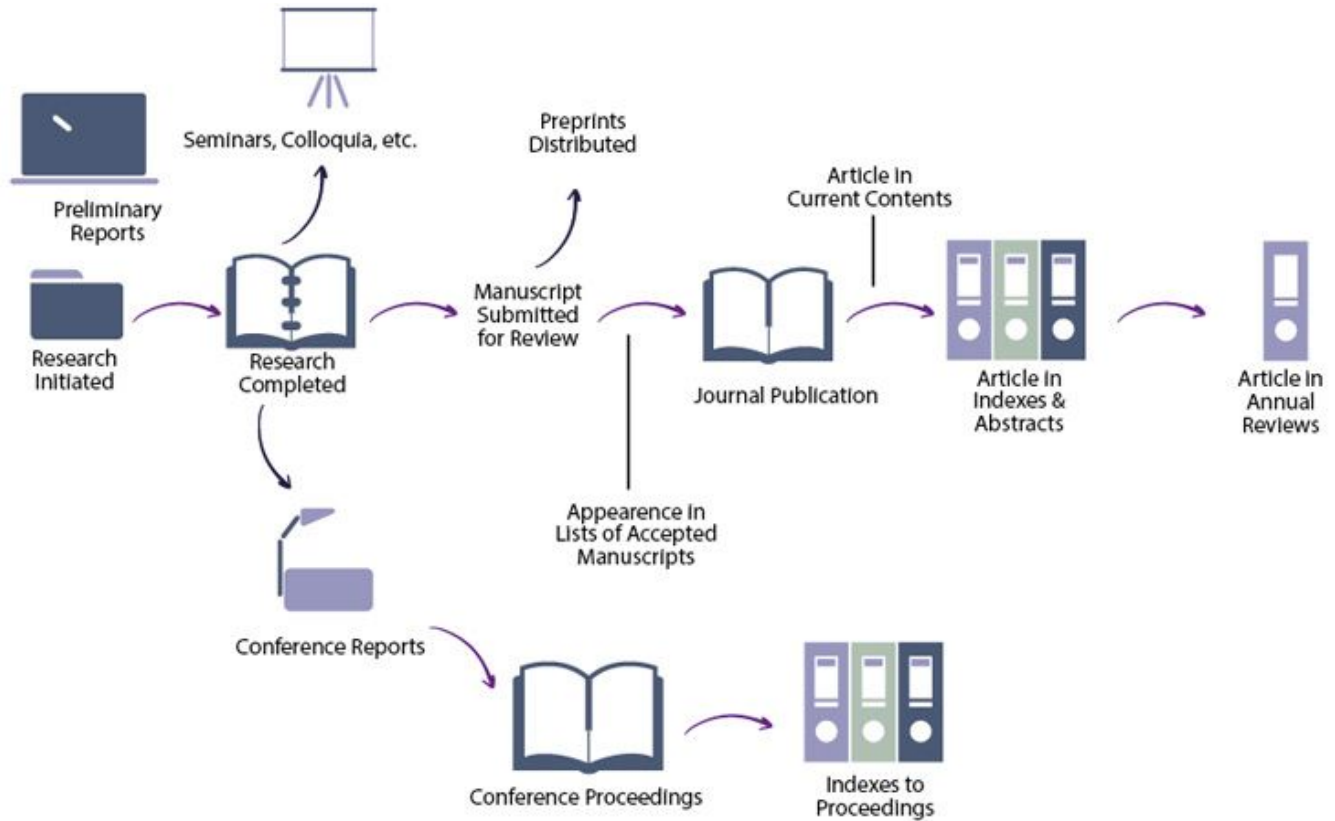 Seminars, Colloquia, etc.
Preliminary
Reports
Preprints
Distributed
Article in
Current Contents
Research
Initiated
Research
Completed
Manuscript
Submitted
for Review
Journal Publication
Article in
Indexes &
Abstracts
Article in
Annual
Reviews
Appearence in
Lists of Accepted
Manuscripts
Conference Reports
Conference Proceedings
Indexes to
Proceedings